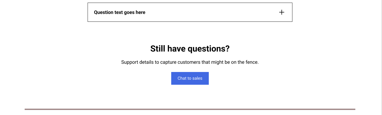 Question text goes here
Still have questions?
Support details to capture customers that might be on the fence.
Chat to sales